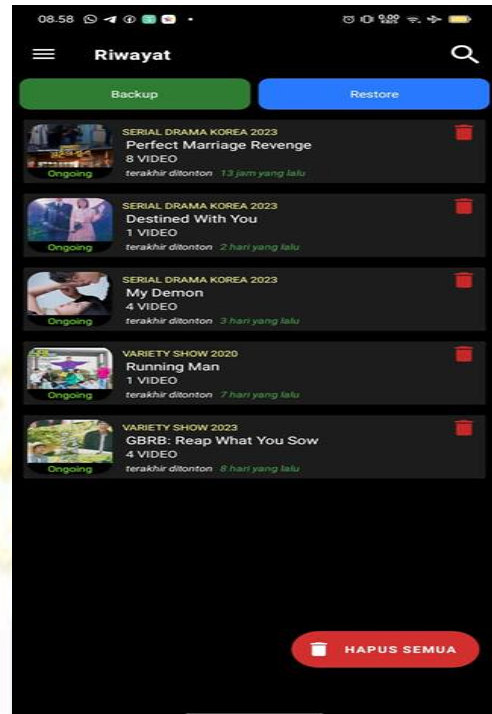 08.58
Riwayat
Backup
Restore
SERIAL DRAMA KOREA 2023
Perfect Marriage Revenge
8 VIDEO
Ongoing
terakhir ditonton 13 jam yang lalu
SERIAL DRAMA KOREA 2023
Destined With You
1 VIDEO
Ongoing
terakhir ditonton 2 hari yang lalu
SERIAL DRAMA KOREA 2023
My Demon
4 VIDEO
Ongoing
terakhir ditonton 3 hari yang lalu
VARIETY SHOW 2020
Running Man
1 VIDEO
Ongoing
terakhir ditonton 7 hari yang lalu
VARIETY SHOW 2023
GBRB: Reap What You Sow
4 VIDEO
Ongoing
terakhir ditonton 8 hari yang lalu
HAPUS SEMUA